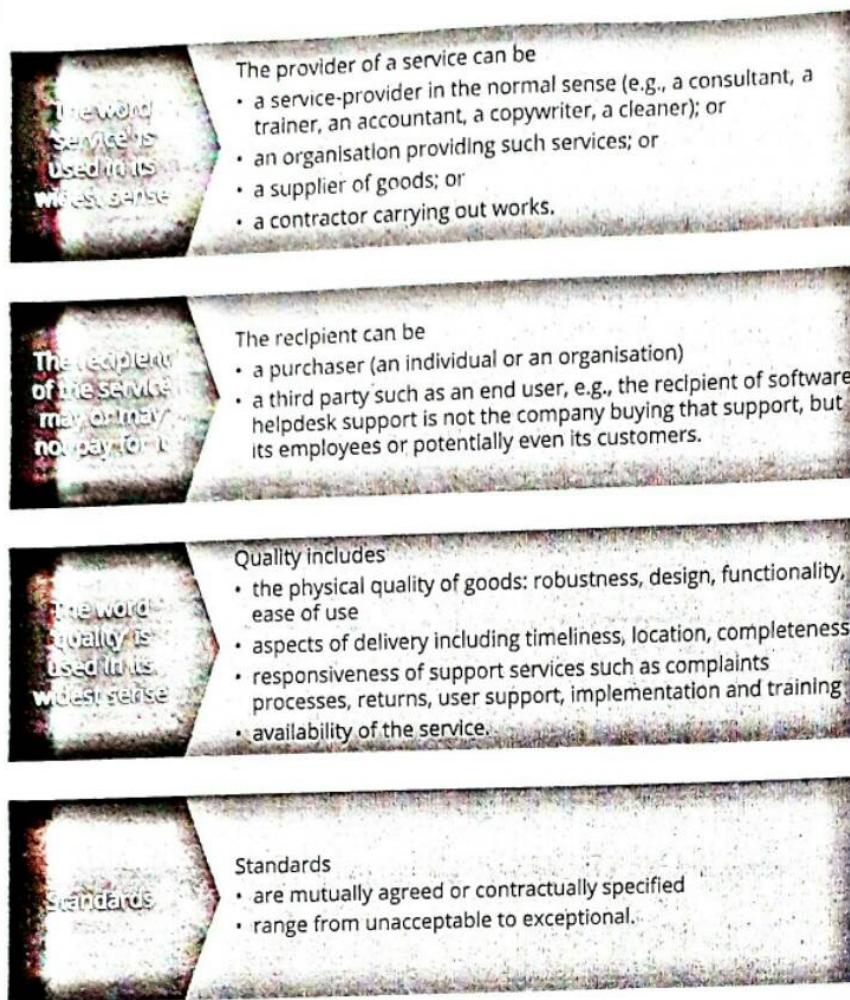 The word
service is
used in its
widest sense
The provider of a service can be
• a service-provider in the normal sense (e.g., a consultant, a
trainer, an accountant, a copywriter, a cleaner); or
• an organisation providing such services; or
• a supplier of goods; or
• a contractor carrying out works.
The recipient
of the service
may or may
not pay for it
The recipient can be
• a purchaser (an individual or an organisation)
• a third party such as an end user, e.g., the recipient of software
helpdesk support is not the company buying that support, but
its employees or potentially even its customers.
The word
quality is
used in its
widest sense
Quality includes
• the physical quality of goods: robustness, design, functionality,
ease of use
• aspects of delivery including timeliness, location, completeness
• responsiveness of support services such as complaints
processes, returns, user support, implementation and training
• availability of the service.
Standards
Standards
• are mutually agreed or contractually specified
• range from unacceptable to exceptional.